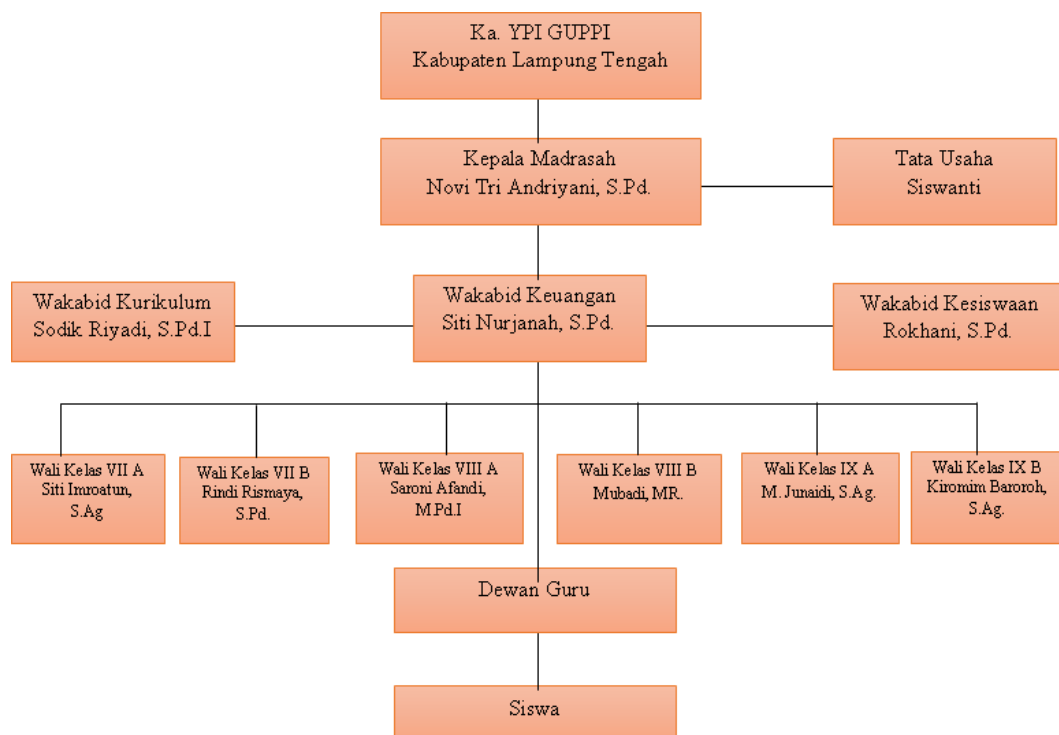 Ka. YPI GUPPI
Kabupaten Lampung Tengah
Kepala Madrasah
Novi Tri Andriyani, S.Pd.
Tata Usaha
Siswanti
Wakabid Kurikulum
Sodik Riyadi, S.Pd.I
Wakabid Keuangan
Siti Nurjanah, S.Pd.
Wakabid Kesiswaan
Rokhani, S.Pd.
Wali Kelas VII A
Siti Imroatun,
S.Ag
Wali Kelas VII B
Rindi Rismaya,
S.Pd.
Wali Kelas VIII A
Saroni Afandi,
M.Pd.I
Wali Kelas VIII B
Mubadi, MR.
Wali Kelas IX A
M. Junaidi, S.Ag.
Wali Kelas IX B
Kiromim Baroroh,
S.Ag.
Dewan Guru
Siswa